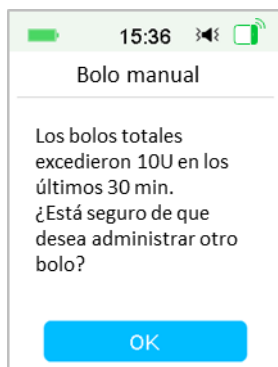 15:36
Bolo manual
Los bolos totales
excedieron 10U en los
últimos 30 min.
¿Está seguro de que
desea administrar otro
bolo?
OK